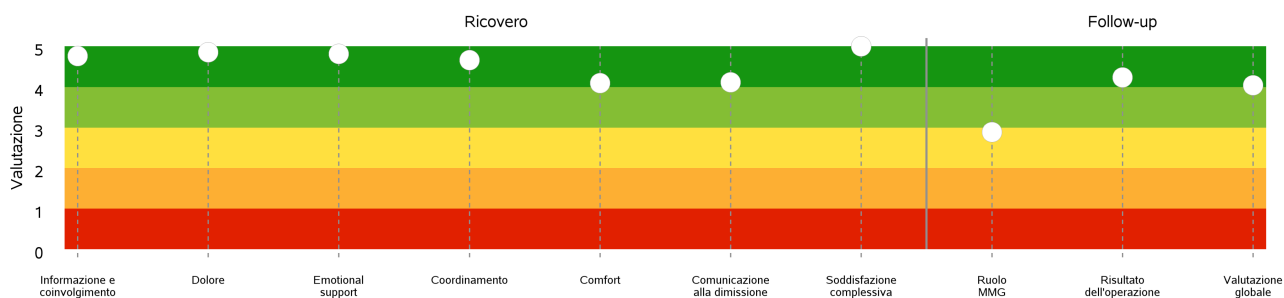 Ricovero
Follow-up
Valutazione
5
4
3
2
1
0
Informazione e
coinvolgimento
Dolore
Emotional
support
Coordinamento
Comfort
Comunicazione
alla dimissione
Soddisfazione
complessiva
Ruolo
MMG
Risultato
dell'operazione
Valutazione
globale